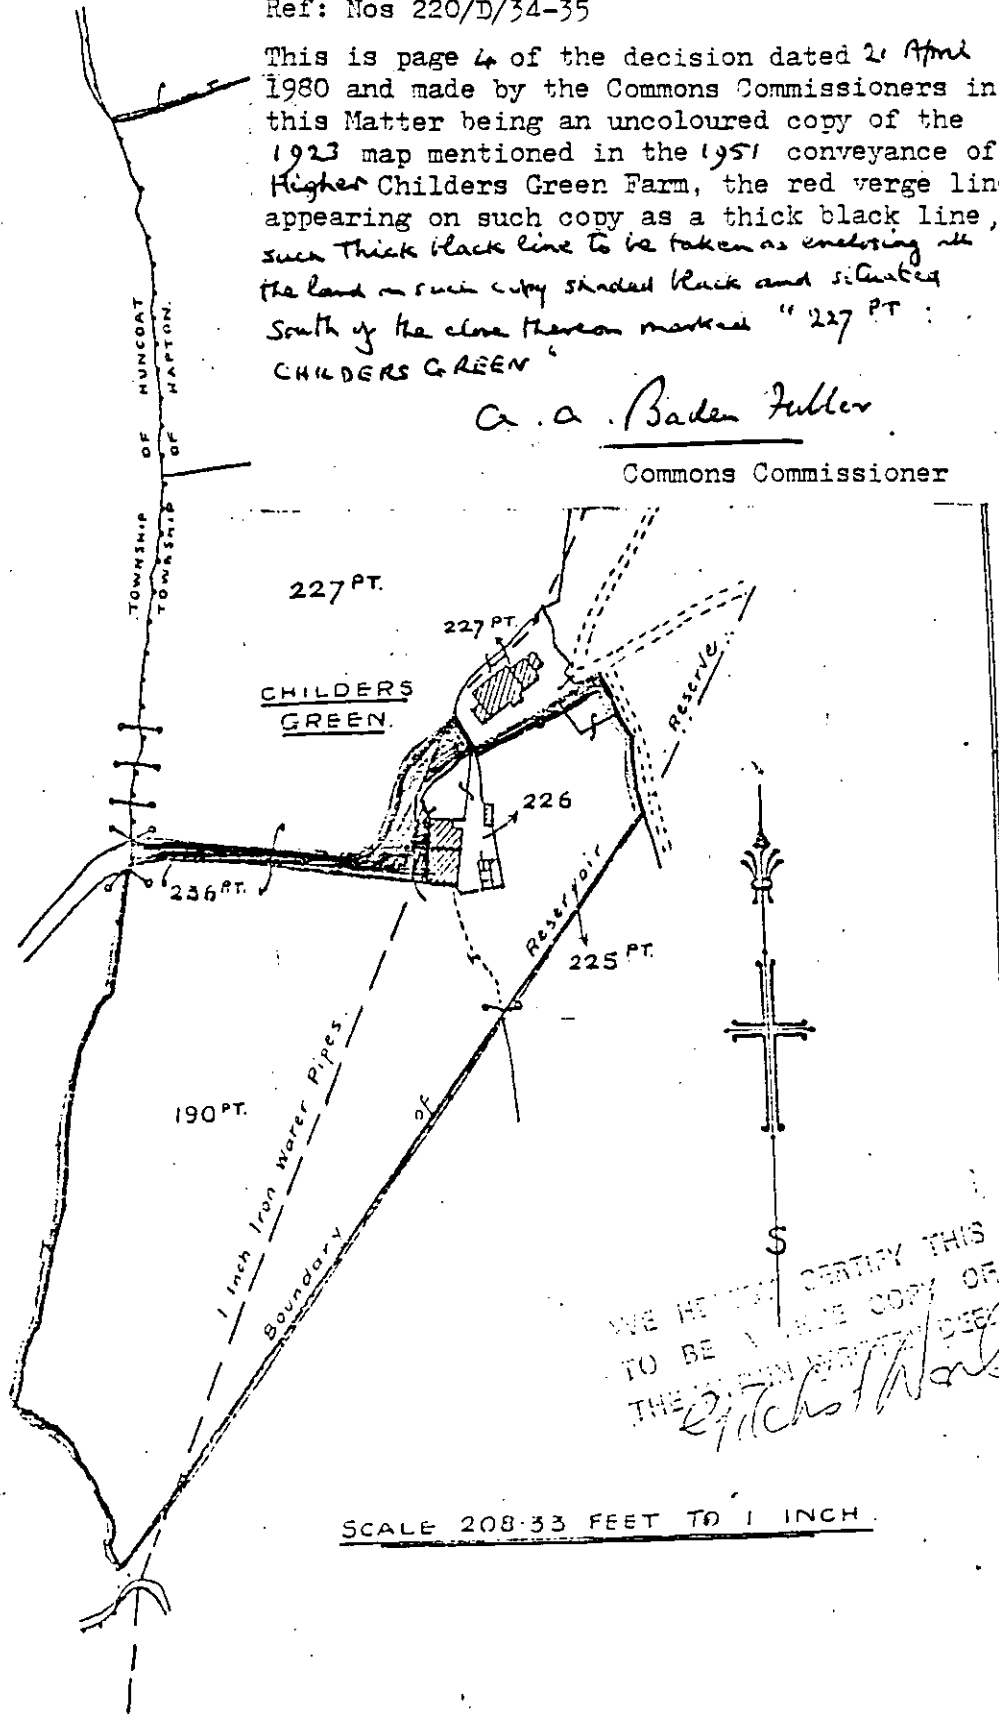 Ref: Nos 220/D/34-35
This is page 4 of the decision dated 21 April
1980 and made by the Commons Commissioners in
this Matter being an uncoloured copy of the
1923 map mentioned in the 1951 conveyance of
Higher Childers Green Farm, the red verge lin
appearing on such copy as a thick black line,
such thick black line to be taken as enclosing all
the land on such copy shaded black and situated
South of the close thereon marked "227 PT :
CHILDERS GREEN"
a. a. Baden Fuller
Commons Commissioner
TOWNSHIP OF HUNCOAT
TOWNSHIP OF HAPTON.
227 PT.
227 PT.
CHILDERS
GREEN.
Reserve.
226
236 PT.
Reservoir
225 PT.
190 PT.
1 Inch Iron Water Pipes.
of
Boundary
S
WE CERTIFY THIS
TO BE A TRUE COPY OF
THE WRITTEN DEED
SCALE 208.33 FEET TO 1 INCH.